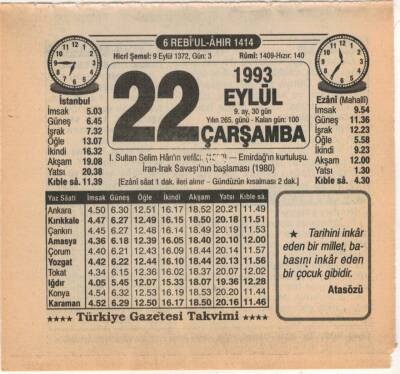 6 REBİ'UL-ÂHIR 1414
Hicrî Şemsî: 9 Eylül 1372, Gün: 3 Rûmî: 1409-Hızır: 140
22
1993
EYLÜL
9. ay, 30 gün
Yılın 265. günü - Kalan gün: 100
ÇARŞAMBA
I. Sultan Selim Hân'ın vefâtı — Emirdağ'ın kurtuluşu.
İran-Irak Savaşı'nın başlaması (1980)
[Ezânî sâat 1 dak. ileri alınır - Gündüzün kısalması 2 dak.]
İstanbul
İmsak 5.03
Güneş 6.45
İşrak 7.32
Öğle 13.07
İkindi 16.32
Akşam 19.08
Yatsı 20.38
Kıble sâ. 11.39
Ezânî (Mahallî)
İmsak 9.54
Güneş 11.36
İşrak 12.23
Öğle 5.58
İkindi 9.23
Akşam 12.00
Yatsı 1.30
Kıble sâ. 4.30
Yaz Sâati İmsak Güneş Öğle İkindi Akşam Yatsı Kıble sâ.
Ankara 4.50 6.30 12.51 16.17 18.52 20.21 11.49
Kırıkkale 4.47 6.27 12.49 16.15 18.50 20.18 11.51
Çankırı 4.45 6.27 12.48 16.14 18.49 20.19 11.53
Amasya 4.36 6.18 12.39 16.05 18.40 20.10 12.00
Çorum 4.40 6.21 12.43 16.09 18.44 20.14 11.57
Yozgat 4.42 6.22 12.44 16.10 18.44 20.13 11.56
Tokat 4.34 6.15 12.36 16.02 18.37 20.07 12.02
Iğdır 4.05 5.45 12.07 15.33 18.07 19.36 12.28
Konya 4.54 6.32 12.53 16.19 18.53 20.20 11.44
Karaman 4.52 6.29 12.50 16.17 18.51 20.16 11.46
★ Tarihini inkâr
eden bir millet, ba-
basını inkâr eden
bir çocuk gibidir.
Atasözü
★★★★ Türkiye Gazetesi Takvimi ★★★★